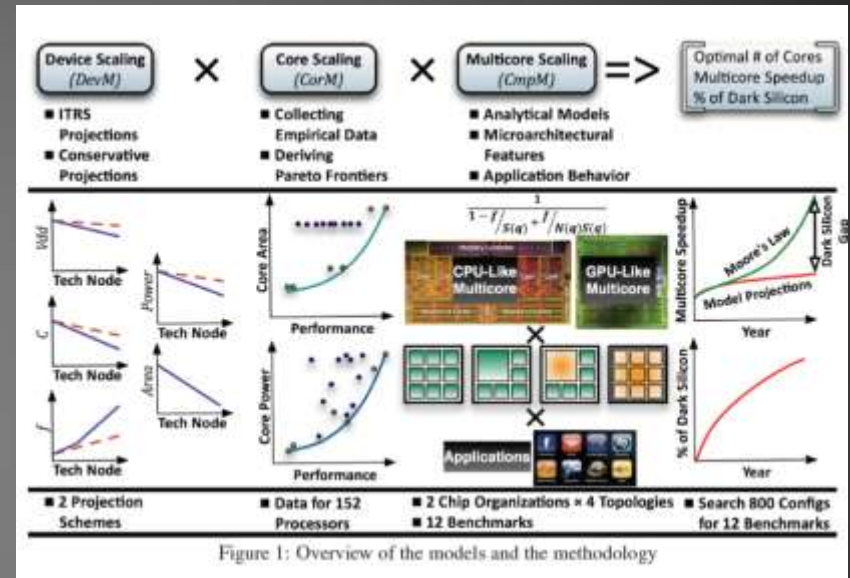 Device Scaling
(DevM)
×
Core Scaling
(CorM)
×
Multicore Scaling
(CmpM)
=>
Optimal # of Cores
Multicore Speedup
% of Dark Silicon
■ ITRS
Projections
■ Conservative
Projections
■ Collecting
Empirical Data
■ Deriving
Pareto Frontiers
■ Analytical Models
■ Microarchitectural
Features
■ Application Behavior
Vdd
Tech Node
C
Tech Node
f
Tech Node
Power
Tech Node
Area
Tech Node
Core Area
Performance
Core Power
Performance
1
1 - f/S(q) + f/N(q)S(q)
CPU-Like
Multicore
GPU-Like
Multicore
×
×
Applications
Multicore Speedup
Moore's Law
Model Projections
Dark Silicon
Gap
Year
% of Dark Silicon
Year
■ 2 Projection
Schemes
■ Data for 152
Processors
■ 2 Chip Organizations × 4 Topologies
■ 12 Benchmarks
■ Search 800 Configs
for 12 Benchmarks
Figure 1: Overview of the models and the methodology